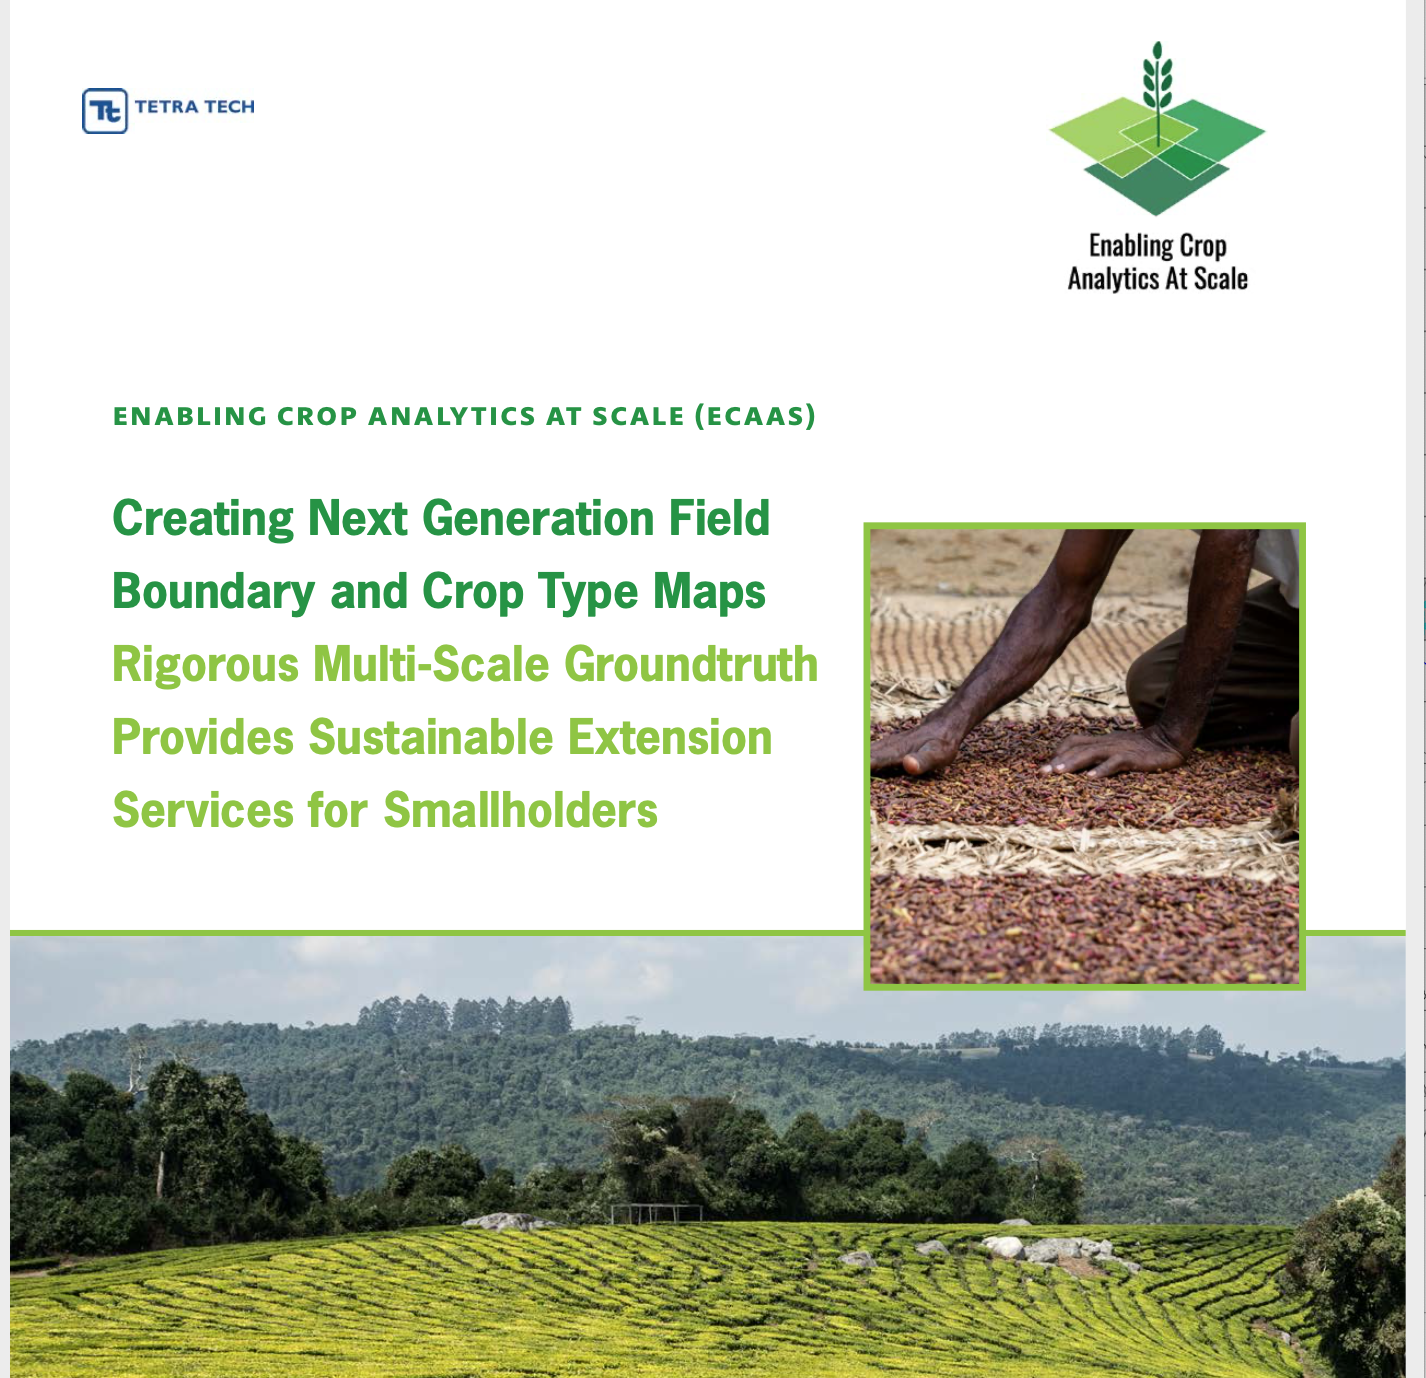 Tt TETRA TECH
Enabling Crop
Analytics At Scale
ENABLING CROP ANALYTICS AT SCALE (ECAAS)
Creating Next Generation Field
Boundary and Crop Type Maps
Rigorous Multi-Scale Groundtruth
Provides Sustainable Extension
Services for Smallholders